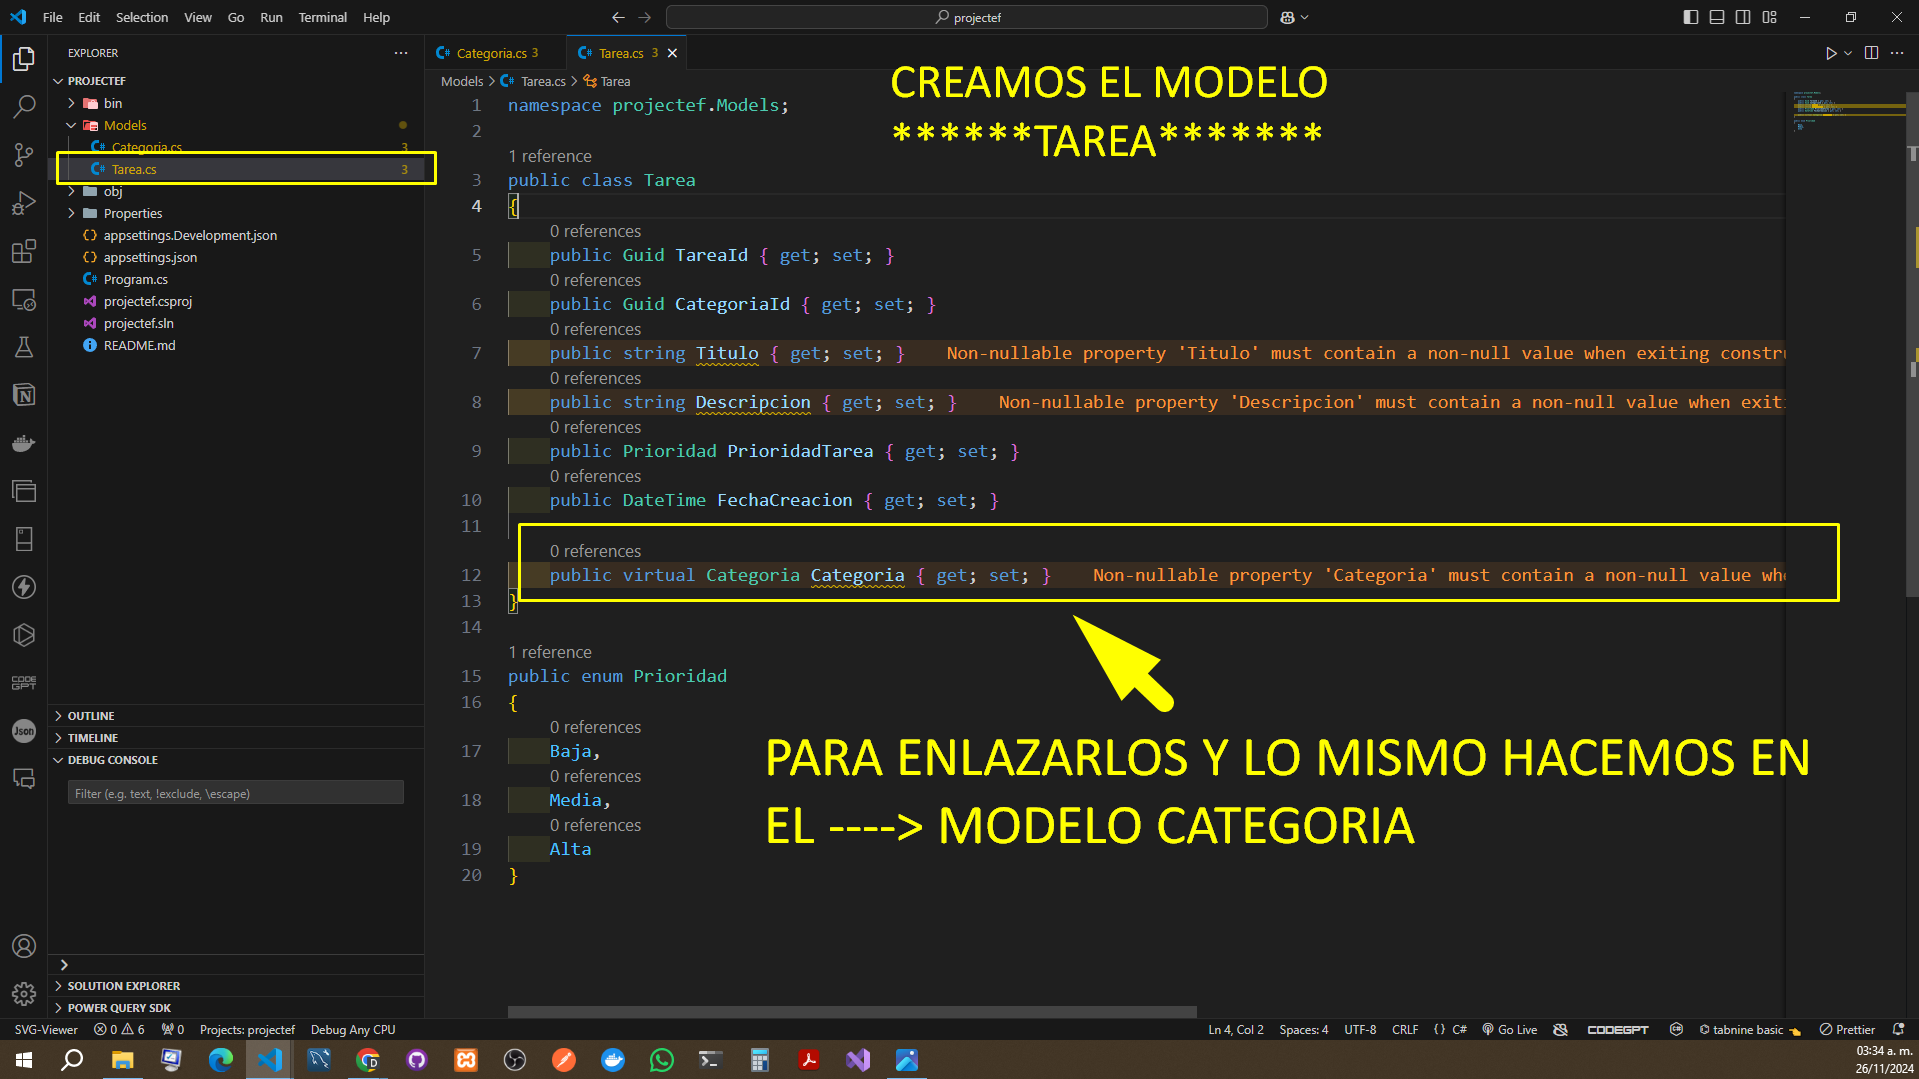 File Edit Selection View Go Run Terminal Help
projectef
EXPLORER
PROJECTEF
bin
Models
Categoria.cs 3
Tarea.cs 3
obj
Properties
appsettings.Development.json
appsettings.json
Program.cs
projectef.csproj
projectef.sln
README.md
OUTLINE
TIMELINE
DEBUG CONSOLE
Filter (e.g. text, !exclude, \escape)
SOLUTION EXPLORER
POWER QUERY SDK
Categoria.cs 3 Tarea.cs 3
Models > Tarea.cs > Tarea
CREAMOS EL MODELO
******TAREA*******
1 namespace projectef.Models;
2
1 reference
3 public class Tarea
4 {
0 references
5 public Guid TareaId { get; set; }
0 references
6 public Guid CategoriaId { get; set; }
0 references
7 public string Titulo { get; set; } Non-nullable property 'Titulo' must contain a non-null value when exiting constru
0 references
8 public string Descripcion { get; set; } Non-nullable property 'Descripcion' must contain a non-null value when exiti
0 references
9 public Prioridad PrioridadTarea { get; set; }
0 references
10 public DateTime FechaCreacion { get; set; }
11
0 references
12 public virtual Categoria Categoria { get; set; } Non-nullable property 'Categoria' must contain a non-null value whe
13 }
14
1 reference
15 public enum Prioridad
16 {
0 references
17 Baja,
0 references
18 Media,
0 references
19 Alta
20 }
PARA ENLAZARLOS Y LO MISMO HACEMOS EN
EL ----> MODELO CATEGORIA
CODE
GPT
Json
SVG-Viewer 0 6 0 Projects: projectef Debug Any CPU Ln 4, Col 2 Spaces: 4 UTF-8 CRLF {} C# Go Live CODEGPT tabnine basic Prettier
03:34 a. m.
26/11/2024